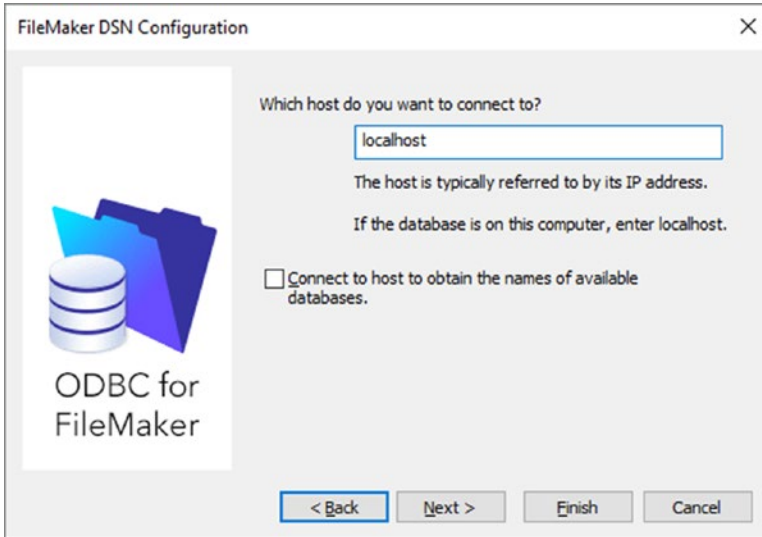 FileMaker DSN Configuration
Which host do you want to connect to?
localhost
The host is typically referred to by its IP address.
If the database is on this computer, enter localhost.
Connect to host to obtain the names of available
databases.
ODBC for
FileMaker
< Back
Next >
Finish
Cancel